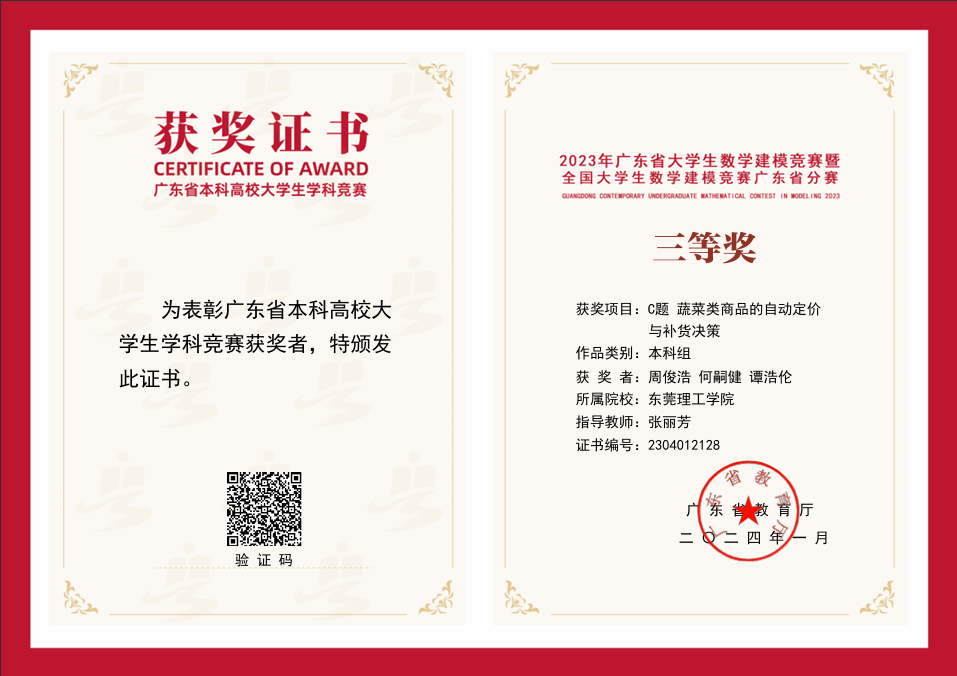 获奖证书
CERTIFICATE OF AWARD
广东省本科高校大学生学科竞赛
为表彰广东省本科高校大
学生学科竞赛获奖者，特颁发
此证书。
验证码
2023年广东省大学生数学建模竞赛暨
全国大学生数学建模竞赛广东省分赛
GUANGDONG CONTEMPORARY UNDERGRADUATE MATHEMATICAL CONTEST IN MODELING 2023
三等奖
获奖项目：C题 蔬菜类商品的自动定价
与补货决策
作品类别：本科组
获 奖 者：周俊浩 何嗣健 谭浩伦
所属院校：东莞理工学院
指导教师：张丽芳
证书编号：2304012128
广东省教育厅
广东省教育厅
二〇二四年一月